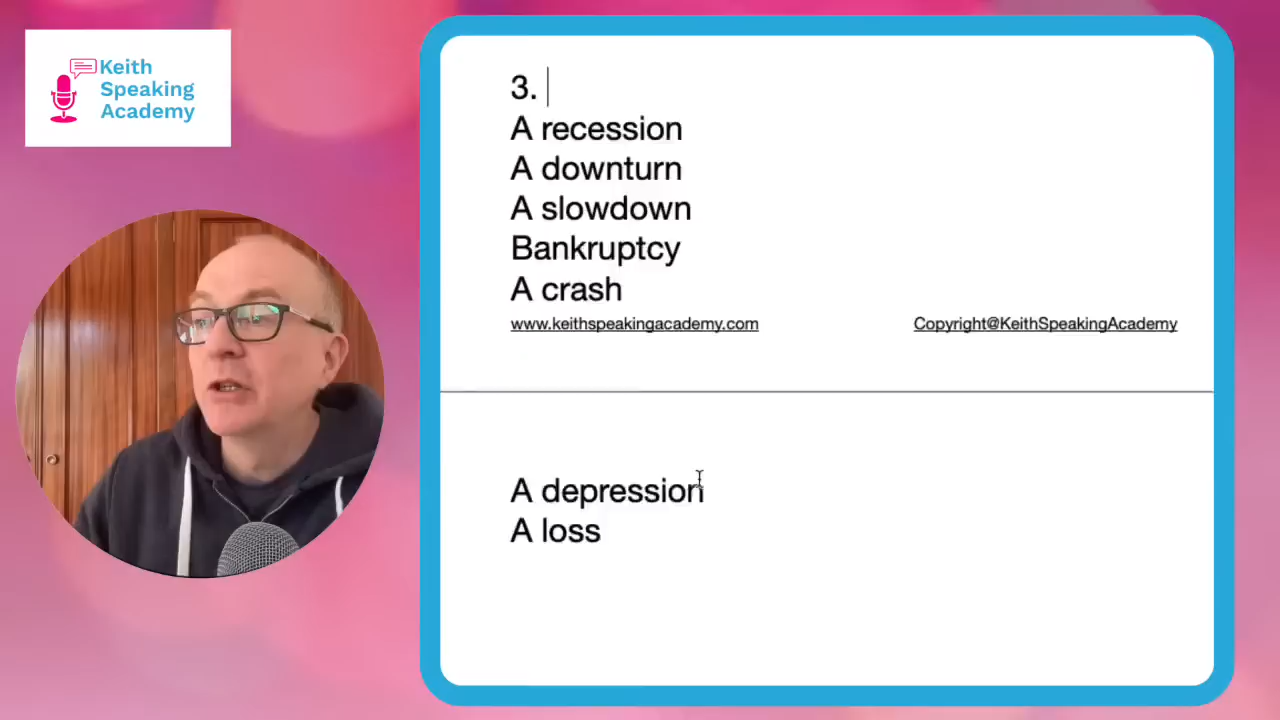 Keith
Speaking
Academy
3.
A recession
A downturn
A slowdown
Bankruptcy
A crash
www.keithspeakingacademy.com Copyright@KeithSpeakingAcademy
A depression
A loss